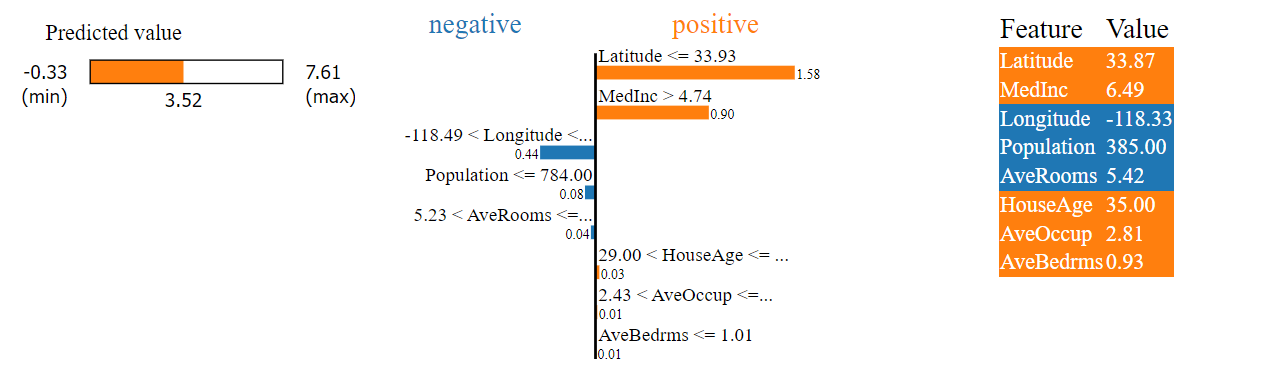 Predicted value
-0.33
(min)
7.61
(max)
3.52
negative positive
Latitude <= 33.93
1.58
MedInc > 4.74
0.90
-118.49 < Longitude <...
0.44
Population <= 784.00
0.08
5.23 < AveRooms <=...
0.04
29.00 < HouseAge <= ...
0.03
2.43 < AveOccup <=...
0.01
AveBedrms <= 1.01
0.01
Feature Value
Latitude 33.87
MedInc 6.49
Longitude -118.33
Population 385.00
AveRooms 5.42
HouseAge 35.00
AveOccup 2.81
AveBedrms 0.93